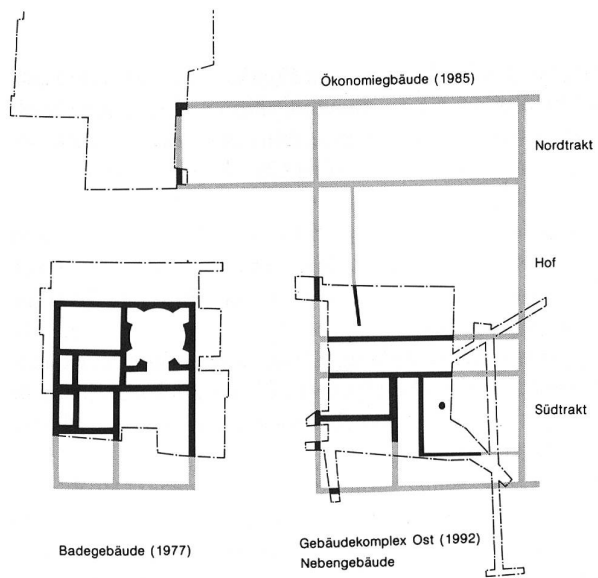 Ökonomiegbäude (1985)
Nordtrakt
Hof
Südtrakt
Badegebäude (1977)
Gebäudekomplex Ost (1992)
Nebengebäude